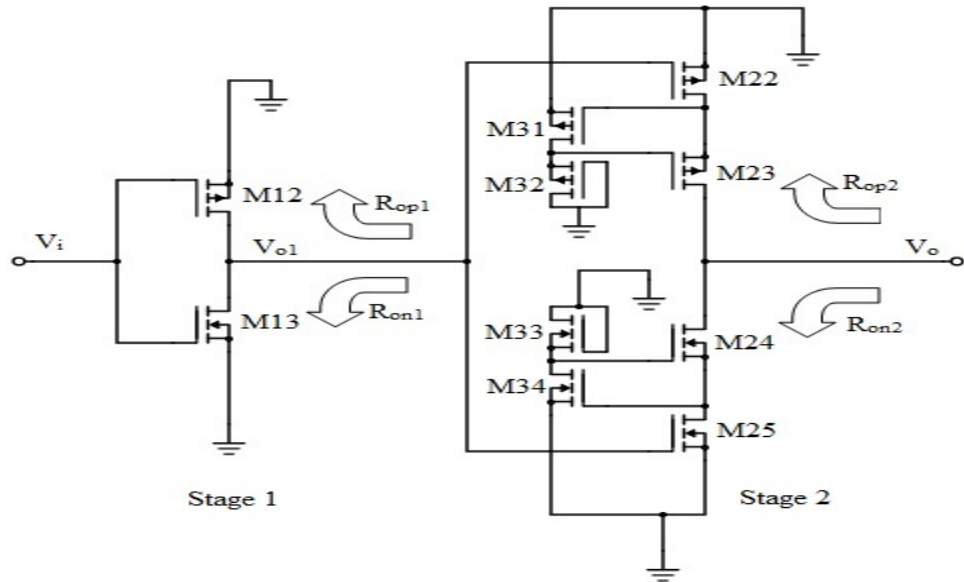 M22
M31
M32
M23
M12
Rop1
Rop2
Vi
Vo1
Vo
M13
Ron1
M33
M34
M24
Ron2
M25
Stage 1
Stage 2